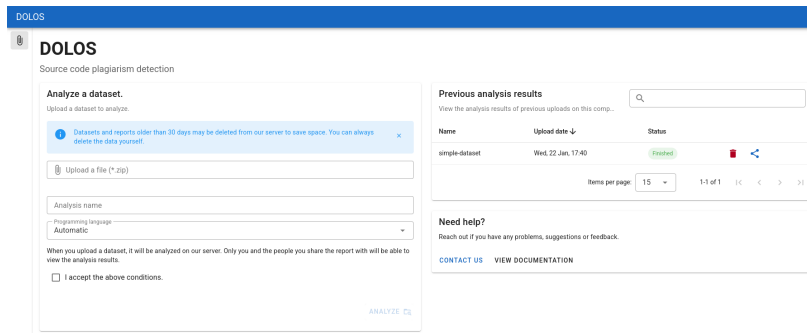 DOLOS
DOLOS
Source code plagiarism detection
Analyze a dataset.
Upload a dataset to analyze.
Datasets and reports older than 30 days may be deleted from our server to save space. You can always
delete the data yourself.
Upload a file (*.zip)
Analysis name
Programming language
Automatic
When you upload a dataset, it will be analyzed on our server. Only you and the people you share the report with will be able to
view the analysis results.
I accept the above conditions.
ANALYZE
Previous analysis results
View the analysis results of previous uploads on this comp...
Name Upload date Status
simple-dataset Wed, 22 Jan, 17:40 Finished
Items per page: 15 1-1 of 1
Need help?
Reach out if you have any problems, suggestions or feedback.
CONTACT US VIEW DOCUMENTATION